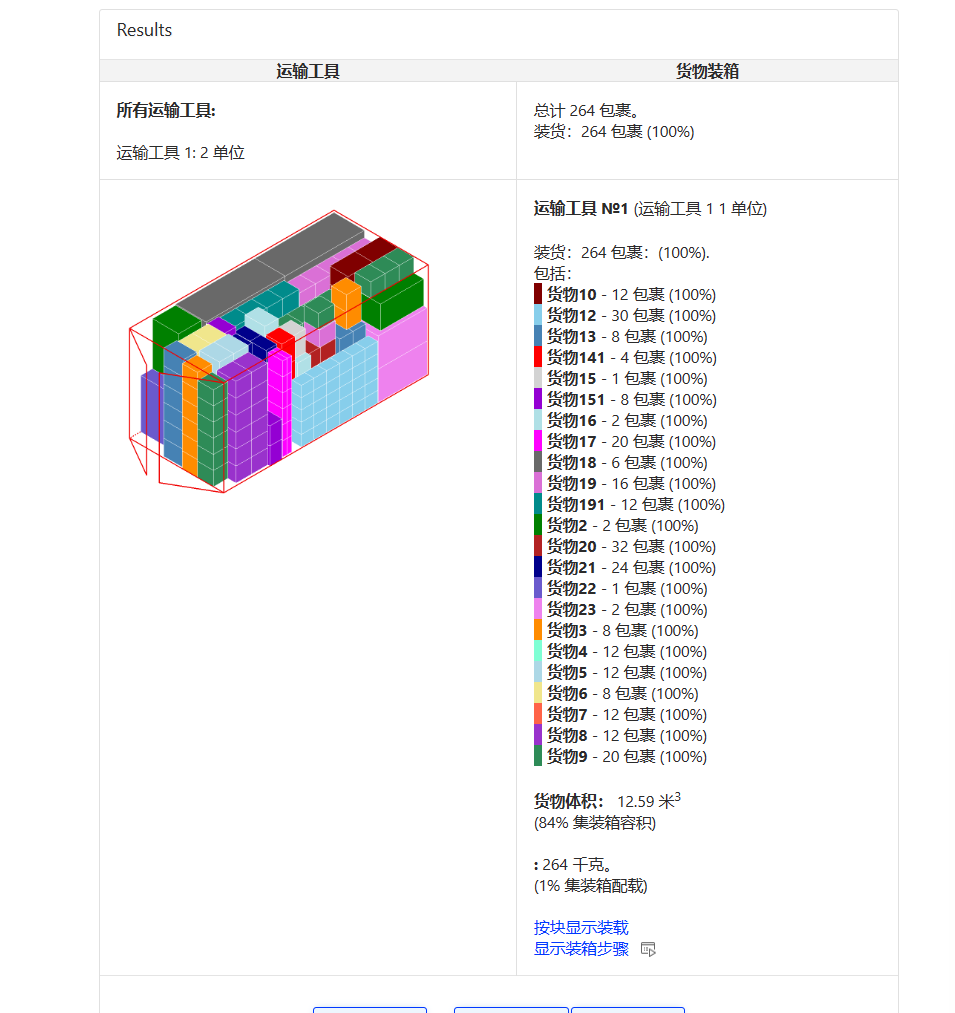 Results
运输工具
货物装箱
所有运输工具:
运输工具 1: 2 单位
总计 264 包裹。
装货：264 包裹 (100%)
运输工具 №1 (运输工具 1 1 单位)
装货：264 包裹：(100%).
包括：
货物10 - 12 包裹 (100%)
货物12 - 30 包裹 (100%)
货物13 - 8 包裹 (100%)
货物141 - 4 包裹 (100%)
货物15 - 1 包裹 (100%)
货物151 - 8 包裹 (100%)
货物16 - 2 包裹 (100%)
货物17 - 20 包裹 (100%)
货物18 - 6 包裹 (100%)
货物19 - 16 包裹 (100%)
货物191 - 12 包裹 (100%)
货物2 - 2 包裹 (100%)
货物20 - 32 包裹 (100%)
货物21 - 24 包裹 (100%)
货物22 - 1 包裹 (100%)
货物23 - 2 包裹 (100%)
货物3 - 8 包裹 (100%)
货物4 - 12 包裹 (100%)
货物5 - 12 包裹 (100%)
货物6 - 8 包裹 (100%)
货物7 - 12 包裹 (100%)
货物8 - 12 包裹 (100%)
货物9 - 20 包裹 (100%)
货物体积： 12.59 米3
(84% 集装箱容积)
: 264 千克。
(1% 集装箱配载)
按块显示装载
显示装箱步骤